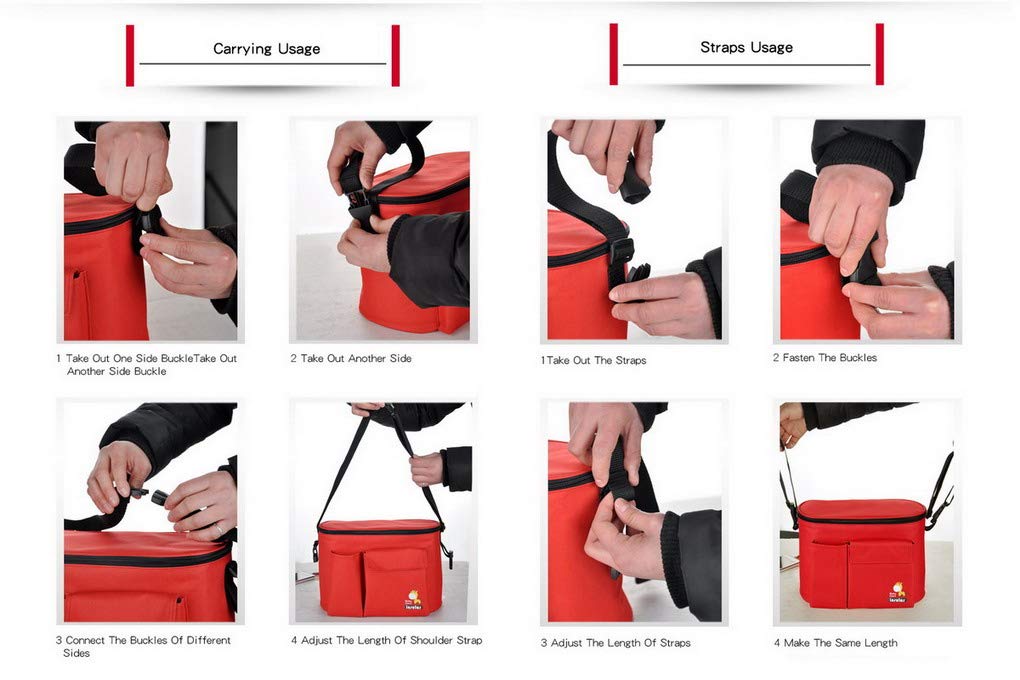 Carrying Usage
1 Take Out One Side BuckleTake Out
Another Side Buckle
2 Take Out Another Side
3 Connect The Buckles Of Different
Sides
4 Adjust The Length Of Shoulder Strap
Straps Usage
1Take Out The Straps
2 Fasten The Buckles
3 Adjust The Length Of Straps
4 Make The Same Length